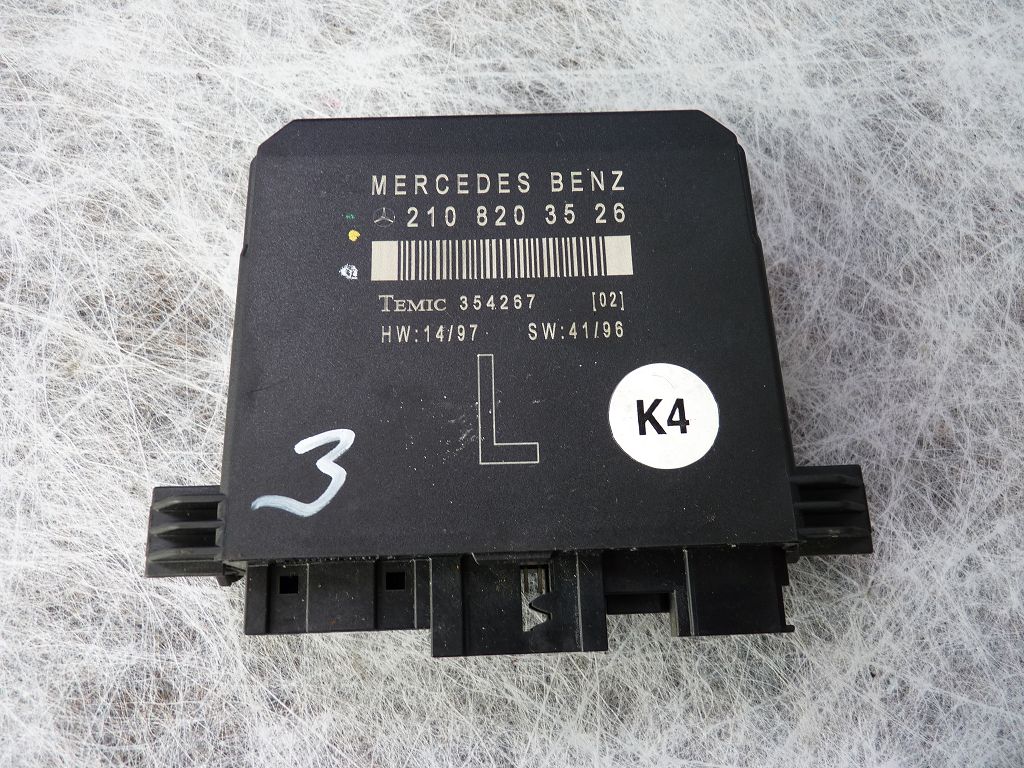 MERCEDES BENZ
210 820 35 26
TEMIC 354267 [02]
HW:14/97 SW:41/96
L
K4
3